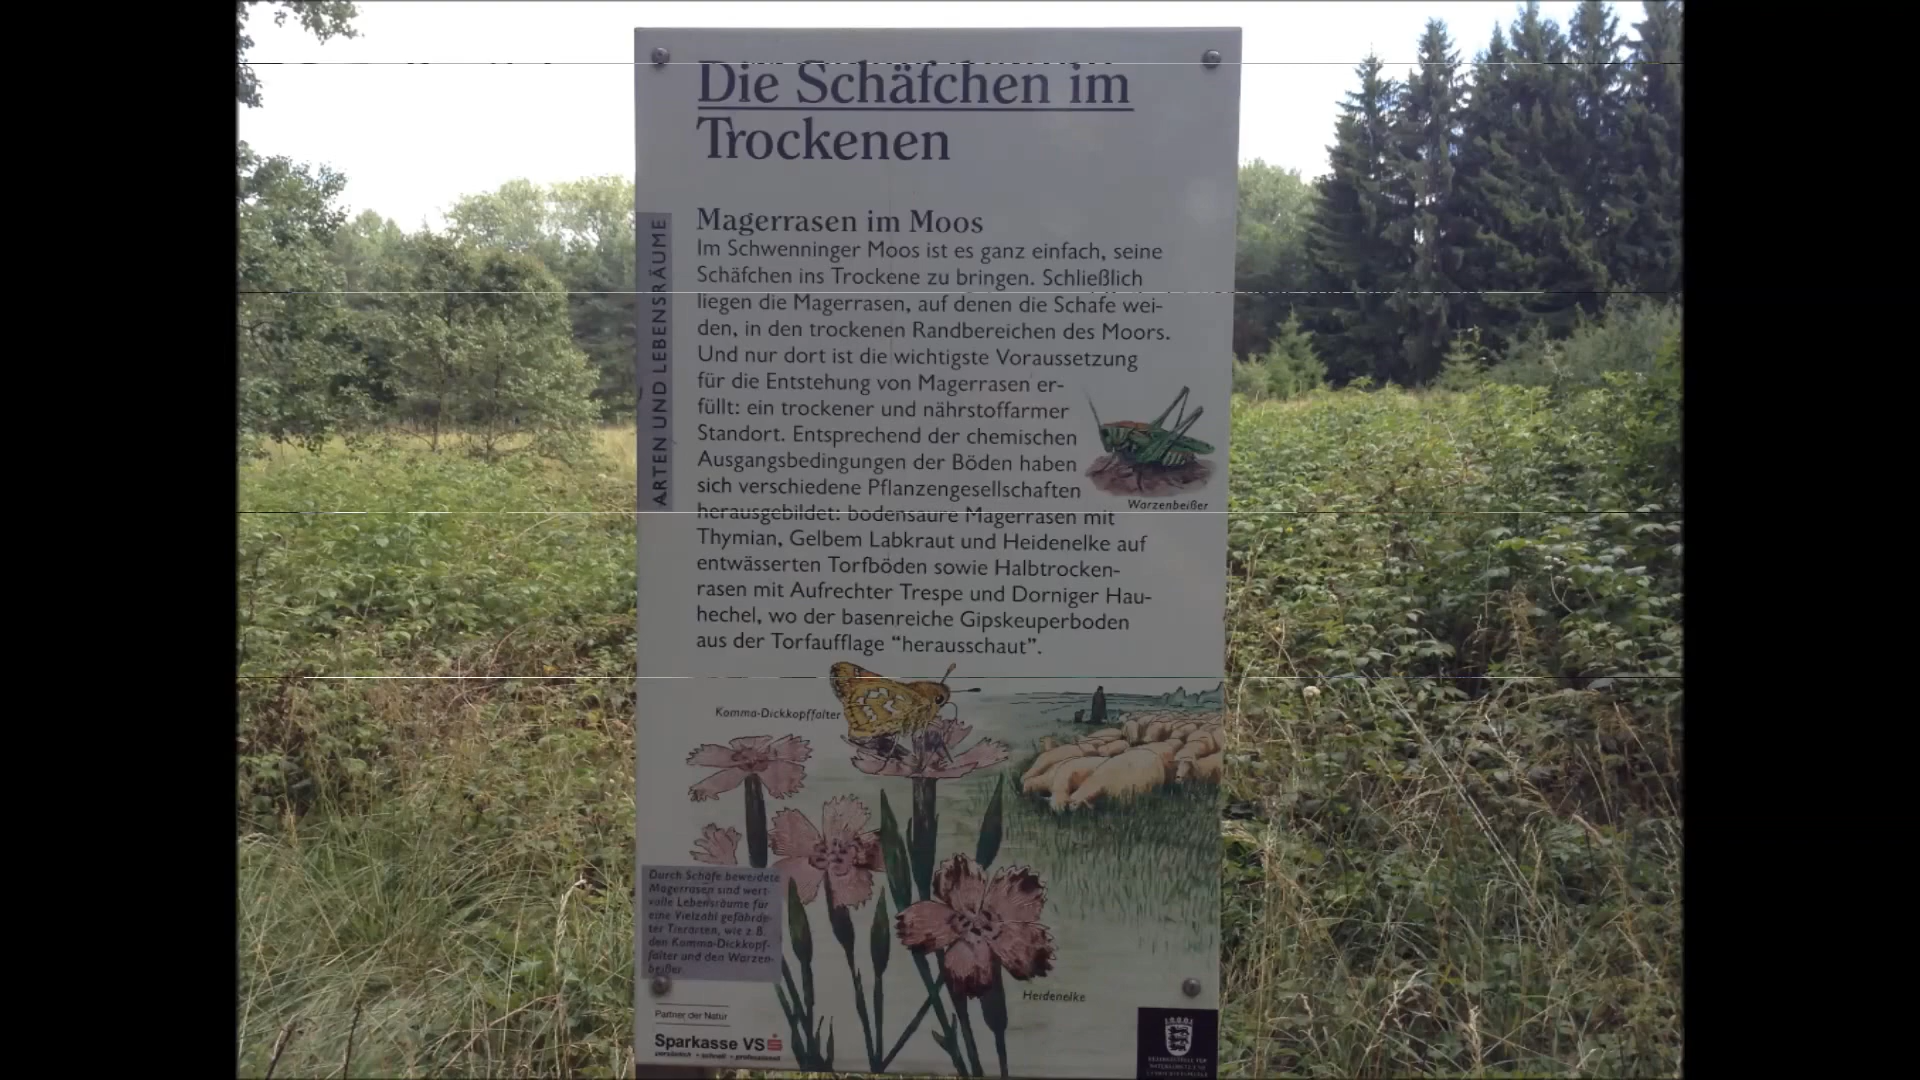 Die Schäfchen im
Trockenen
ARTEN UND LEBENSRÄUME
Magerrasen im Moos
Im Schwenninger Moos ist es ganz einfach, seine
Schäfchen ins Trockene zu bringen. Schließlich
liegen die Magerrasen, auf denen die Schafe wei-
den, in den trockenen Randbereichen des Moors.
Und nur dort ist die wichtigste Voraussetzung
für die Entstehung von Magerrasen er-
füllt: ein trockener und nährstoffarmer
Standort. Entsprechend der chemischen
Ausgangsbedingungen der Böden haben
sich verschiedene Pflanzengesellschaften
herausgebildet: bodensaure Magerrasen mit
Thymian, Gelbem Labkraut und Heidenelke auf
entwässerten Torfböden sowie Halbtrocken-
rasen mit Aufrechter Trespe und Dorniger Hau-
hechel, wo der basenreiche Gipskeuperboden
aus der Torfaufflage “herausschaut”.
Warzenbeißer
Komma-Dickkopffalter
Durch Schafe beweidete
Magerrasen sind wert-
volle Lebensräume für
eine Vielzahl gefährde-
ter Tierarten, wie z.B.
den Komma-Dickkopf-
falter und den Warzen-
beißer.
Heidenelke
Partner der Natur
Sparkasse VS
persönlich • schnell • professionell